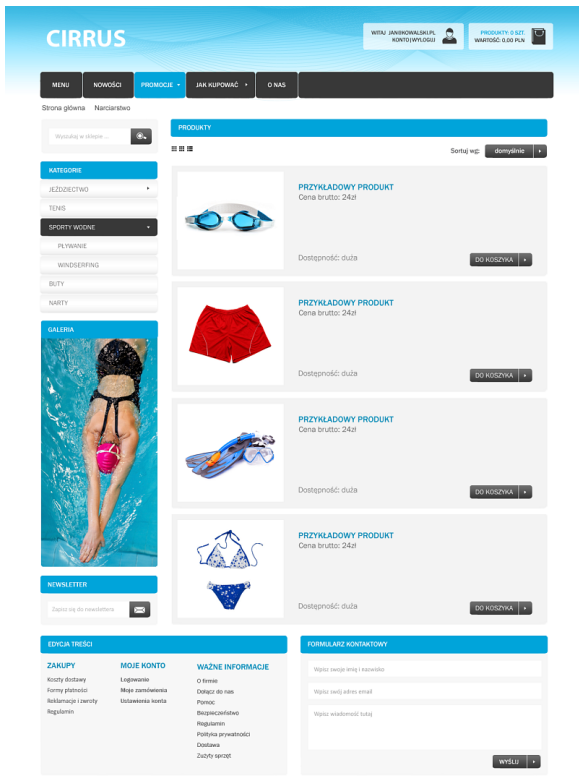 CIRRUS
WITAJ JAN@KOWALSKI.PL
KONTO | WYLOGUJ
PRODUKTY: 0 SZT.
WARTOŚĆ: 0,00 PLN
MENU NOWOŚCI PROMOCJE JAK KUPOWAĆ O NAS
Strona główna Narciarstwo
Wyszukaj w sklepie ...
PRODUKTY
Sortuj wg: domyślnie
KATEGORIE
JEŹDZIECTWO
TENIS
SPORTY WODNE
PŁYWANIE
WINDSERFING
BUTY
NARTY
GALERIA
NEWSLETTER
Zapisz się do newslettera
PRZYKŁADOWY PRODUKT
Cena brutto: 24zł
Dostępność: duża
DO KOSZYKA
PRZYKŁADOWY PRODUKT
Cena brutto: 24zł
Dostępność: duża
DO KOSZYKA
PRZYKŁADOWY PRODUKT
Cena brutto: 24zł
Dostępność: duża
DO KOSZYKA
PRZYKŁADOWY PRODUKT
Cena brutto: 24zł
Dostępność: duża
DO KOSZYKA
EDYCJA TREŚCI
ZAKUPY
Koszty dostawy
Formy płatności
Reklamacje i zwroty
Regulamin
MOJE KONTO
Logowanie
Moje zamówienia
Ustawienia konta
WAŻNE INFORMACJE
O firmie
Dołącz do nas
Pomoc
Bezpieczeństwo
Regulamin
Polityka prywatności
Dostawa
Zużyty sprzęt
FORMULARZ KONTAKTOWY
Wpisz swoje imię i nazwisko
Wpisz swój adres email
Wpisz wiadomość tutaj
WYŚLIJ